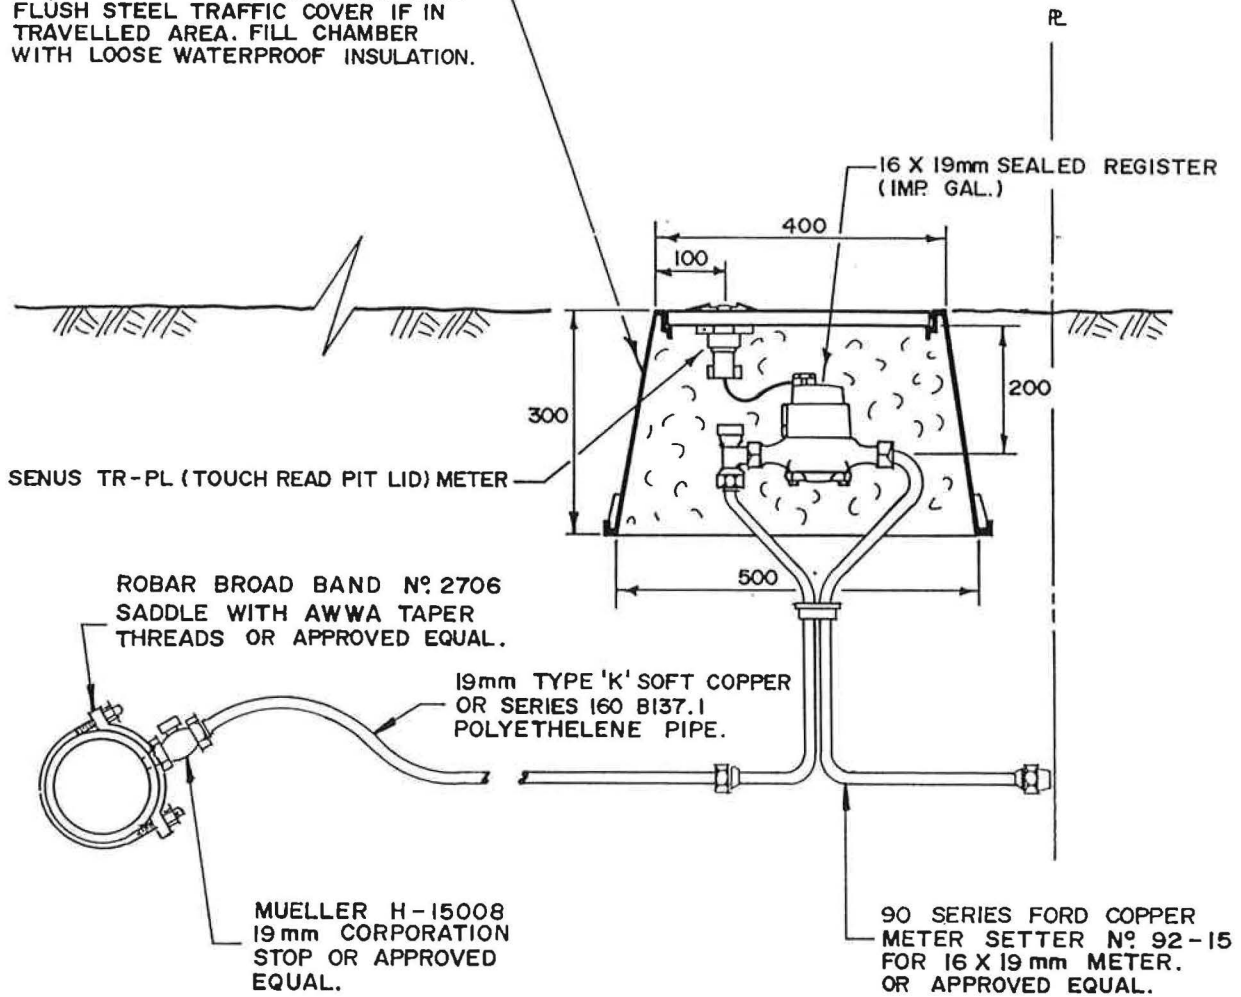 FLUSH STEEL TRAFFIC COVER IF IN
TRAVELLED AREA. FILL CHAMBER
WITH LOOSE WATERPROOF INSULATION.
PL
16 X 19mm SEALED REGISTER
(IMP. GAL.)
400
100
200
300
SENUS TR-PL (TOUCH READ PIT LID) METER
500
ROBAR BROAD BAND Nº 2706
SADDLE WITH AWWA TAPER
THREADS OR APPROVED EQUAL.
19mm TYPE 'K' SOFT COPPER
OR SERIES 160 B137.1
POLYETHELENE PIPE.
MUELLER H-15008
19mm CORPORATION
STOP OR APPROVED
EQUAL.
90 SERIES FORD COPPER
METER SETTER Nº 92-15
FOR 16 X 19mm METER.
OR APPROVED EQUAL.